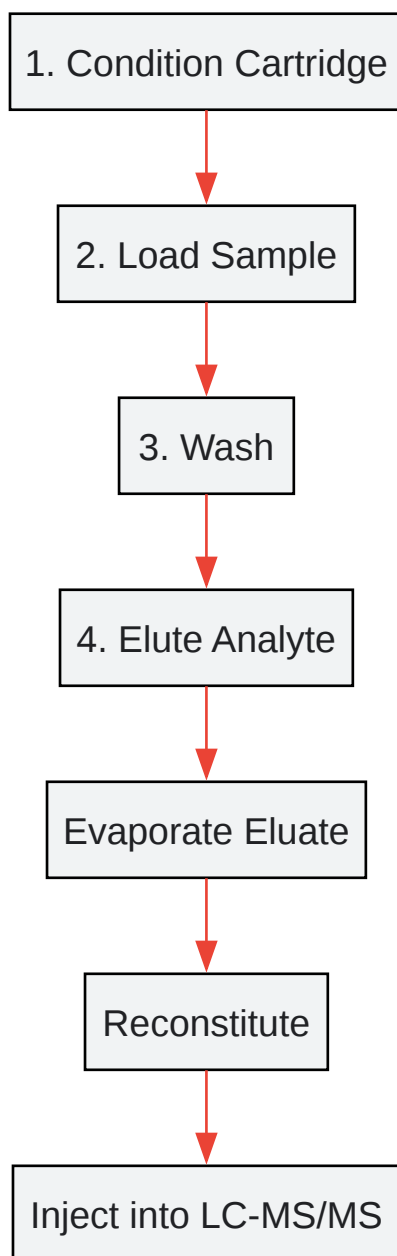 1. Condition Cartridge
2. Load Sample
3. Wash
4. Elute Analyte
Evaporate Eluate
Reconstitute
Inject into LC-MS/MS